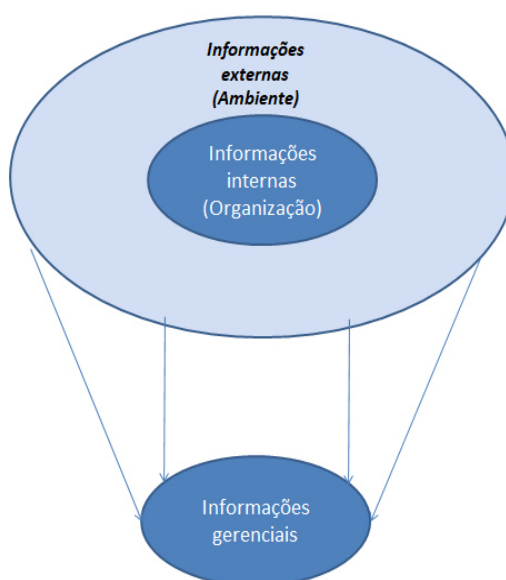 Informações
externas
(Ambiente)
Informações
internas
(Organização)
Informações
gerenciais